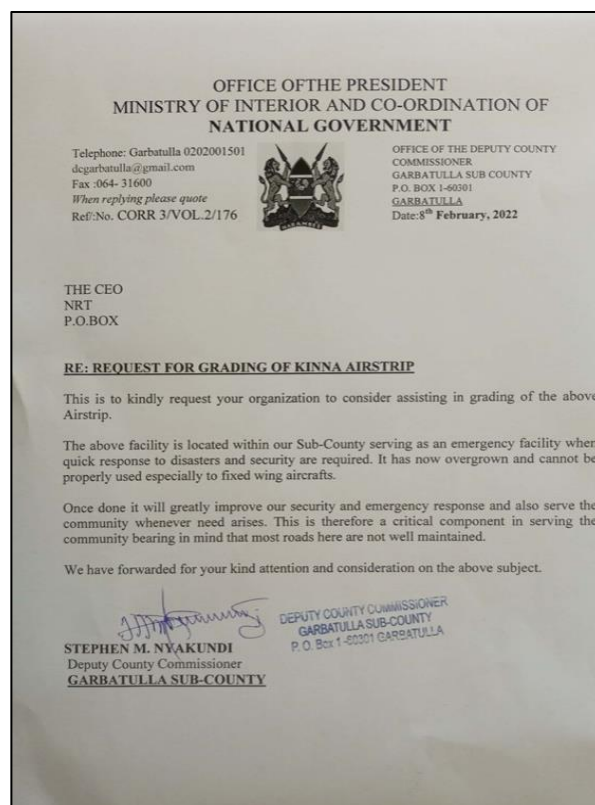 OFFICE OFTHE PRESIDENT
MINISTRY OF INTERIOR AND CO-ORDINATION OF
NATIONAL GOVERNMENT
Telephone: Garbatulla 0202001501
dcgarbatulla@gmail.com
Fax :064- 31600
When replying please quote
Ref/:No. CORR 3/VOL.2/176
HARAMBEE
OFFICE OF THE DEPUTY COUNTY
COMMISSIONER
GARBATULLA SUB COUNTY
P.O. BOX 1-60301
GARBATULLA
Date:8th February, 2022
THE CEO
NRT
P.O.BOX
RE: REQUEST FOR GRADING OF KINNA AIRSTRIP
This is to kindly request your organization to consider assisting in grading of the above
Airstrip.
The above facility is located within our Sub-County serving as an emergency facility when
quick response to disasters and security are required. It has now overgrown and cannot be
properly used especially to fixed wing aircrafts.
Once done it will greatly improve our security and emergency response and also serve the
community whenever need arises. This is therefore a critical component in serving the
community bearing in mind that most roads here are not well maintained.
We have forwarded for your kind attention and consideration on the above subject.
DEPUTY COUNTY COMMISSIONER
GARBATULLA SUB-COUNTY
P. O. Box 1 -60301 GARBATULLA
STEPHEN M. NYAKUNDI
Deputy County Commissioner
GARBATULLA SUB-COUNTY